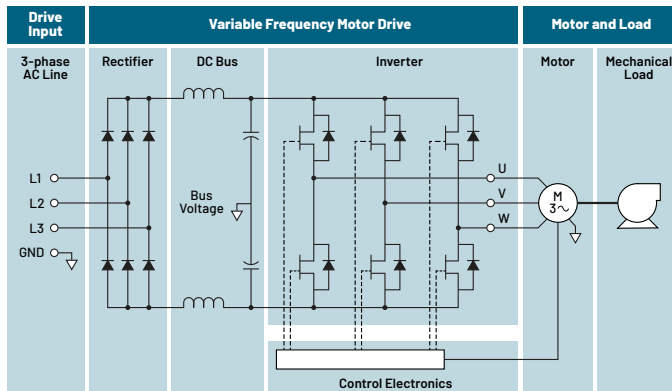 Drive
Input
Variable Frequency Motor Drive
Motor and Load
3-phase
AC Line
Rectifier
DC Bus
Inverter
Motor
Mechanical
Load
L1
L2
L3
GND
Bus
Voltage
U
V
W
M
3~
Control Electronics